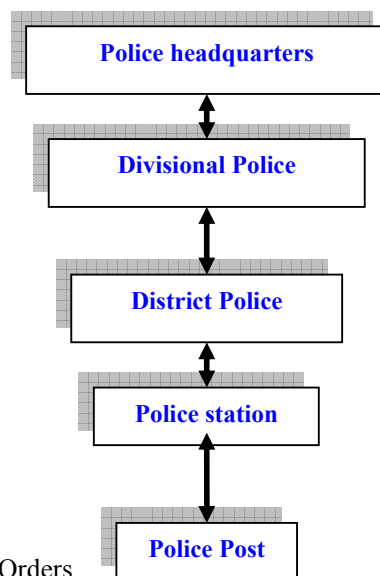 Police headquarters
Divisional Police
District Police
Police station
Police Post
Orders